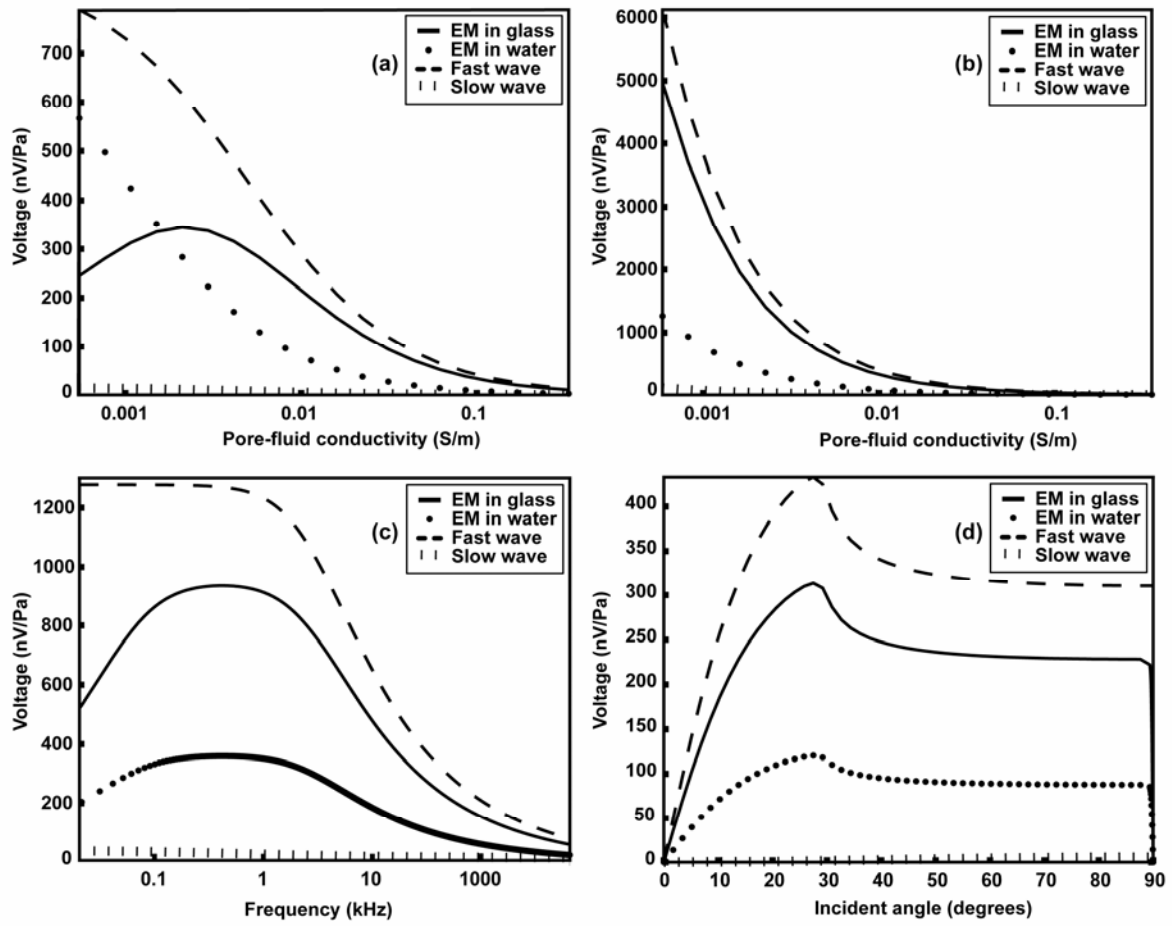 (a)
EM in glass
EM in water
Fast wave
Slow wave
Voltage (nV/Pa)
700
600
500
400
300
200
100
0
0.001
0.01
0.1
Pore-fluid conductivity (S/m)
(b)
EM in glass
EM in water
Fast wave
Slow wave
Voltage (nV/Pa)
6000
5000
4000
3000
2000
1000
0
0.001
0.01
0.1
Pore-fluid conductivity (S/m)
(c)
EM in glass
EM in water
Fast wave
Slow wave
Voltage (nV/Pa)
1200
1000
800
600
400
200
0
0.1
1
10
1000
Frequency (kHz)
(d)
EM in glass
EM in water
Fast wave
Slow wave
Voltage (nV/Pa)
400
350
300
250
200
150
100
50
0
0
10
20
30
40
50
60
70
80
90
Incident angle (degrees)